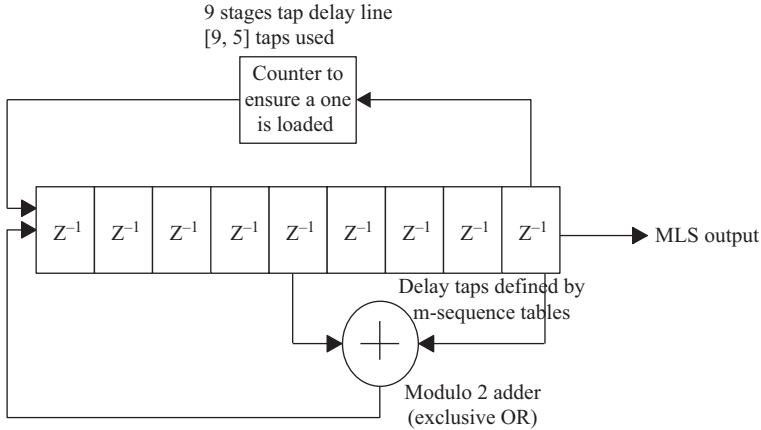 9 stages tap delay line
[9, 5] taps used
Counter to
ensure a one
is loaded
Z⁻¹ Z⁻¹ Z⁻¹ Z⁻¹ Z⁻¹ Z⁻¹ Z⁻¹ Z⁻¹ Z⁻¹
MLS output
Delay taps defined by
m-sequence tables
Modulo 2 adder
(exclusive OR)